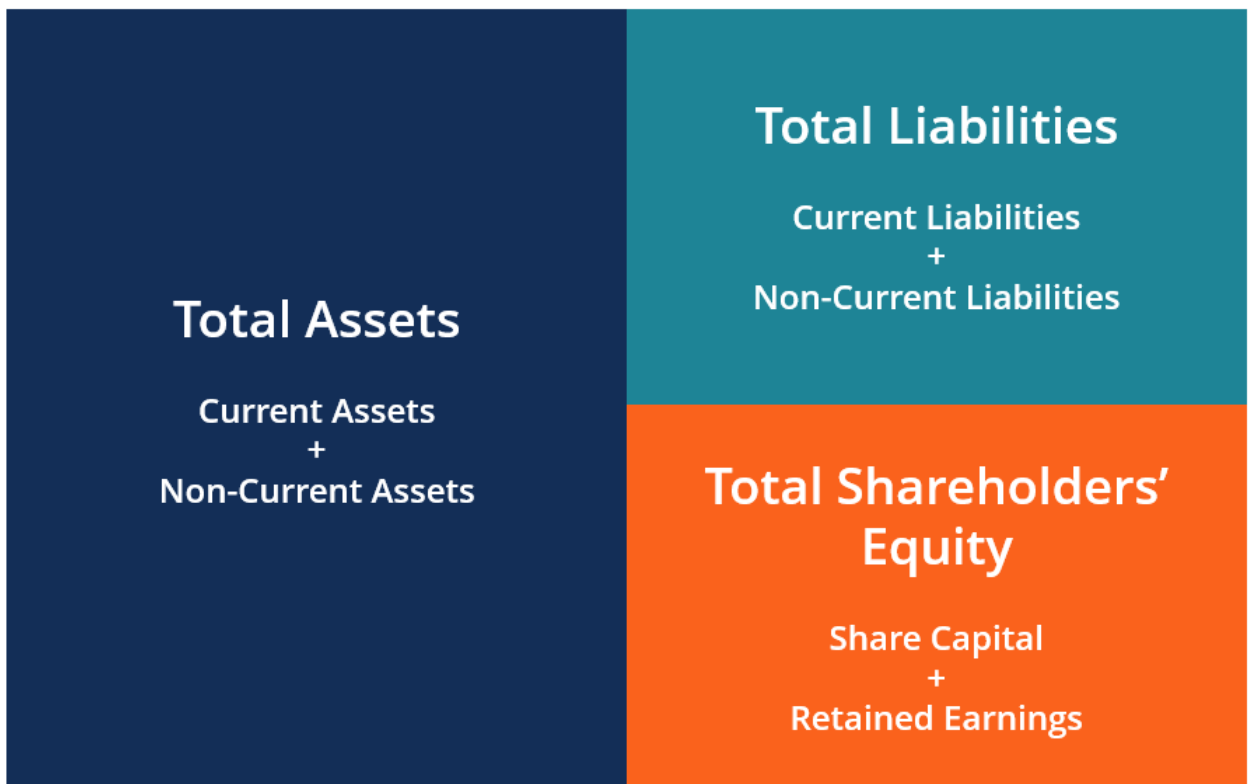 Total Assets
Current Assets
+
Non-Current Assets
Total Liabilities
Current Liabilities
+
Non-Current Liabilities
Total Shareholders’
Equity
Share Capital
+
Retained Earnings